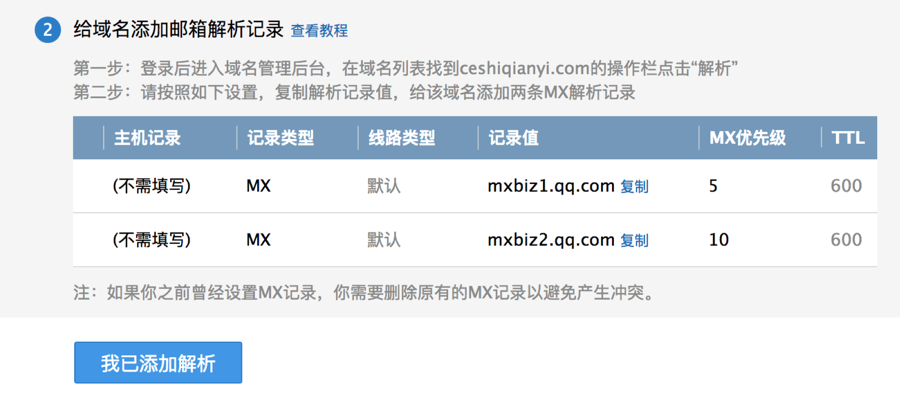 2 给域名添加邮箱解析记录 查看教程
第一步：登录后进入域名管理后台，在域名列表找到ceshiqianyi.com的操作栏点击“解析”
第二步：请按照如下设置，复制解析记录值，给该域名添加两条MX解析记录
主机记录 记录类型 线路类型 记录值 MX优先级 TTL
(不需填写) MX 默认 mxbiz1.qq.com 复制 5 600
(不需填写) MX 默认 mxbiz2.qq.com 复制 10 600
注：如果你之前曾经设置MX记录，你需要删除原有的MX记录以避免产生冲突。
我已添加解析